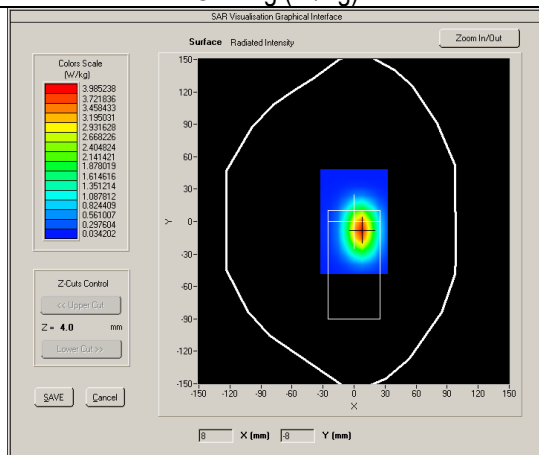 SAR Visualisation Graphical Interface
Surface Radiated Intensity
Zoom In/Out
Colors Scale
(W/kg)
3.985238
3.721836
3.458433
3.195031
2.931628
2.668226
2.404824
2.141421
1.878019
1.614616
1.351214
1.087812
0.824409
0.561007
0.297604
0.034202
150-
120-
90-
60-
30-
0-
-30-
-60-
-90-
-120-
-150-
Y
-150 -120 -90 -60 -30 0 30 60 90 120 150
X
Z-Cuts Control
<< Upper Cut
Z = 4.0 mm
Lower Cut >>
SAVE Cancel
8 X (mm) -8 Y (mm)